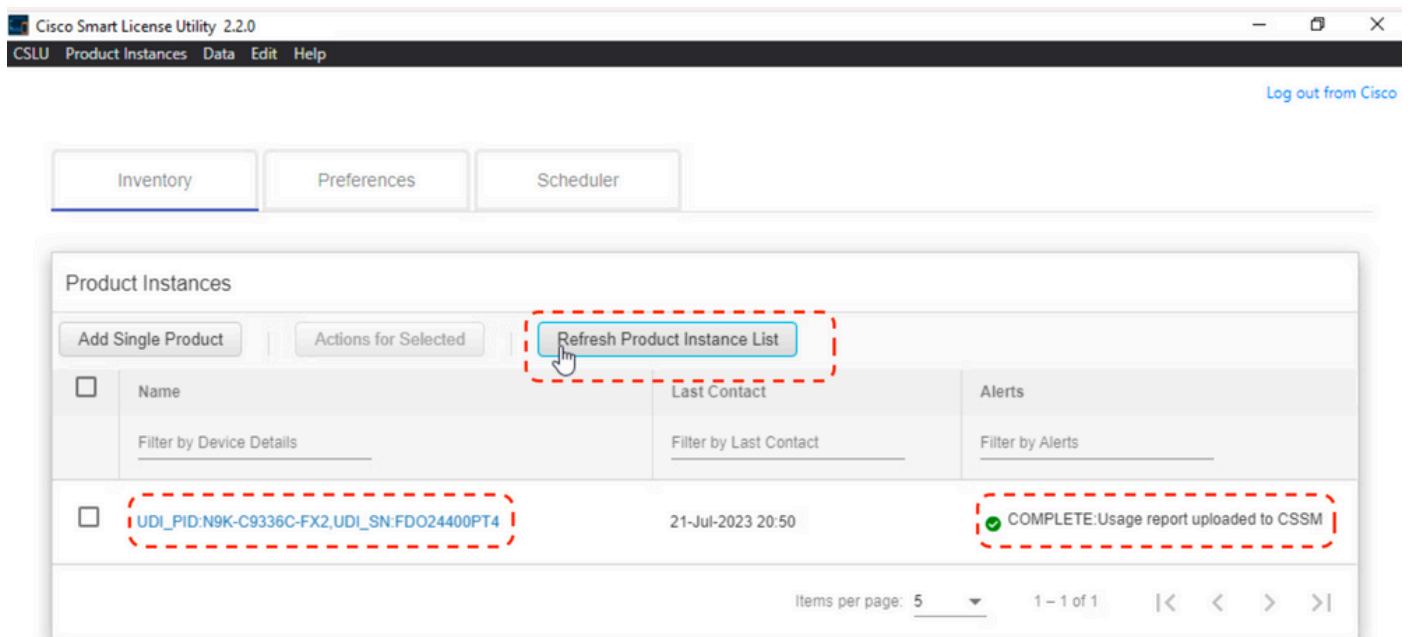 Cisco Smart License Utility 2.2.0
CSLU Product Instances Data Edit Help
Log out from Cisco
Inventory Preferences Scheduler
Product Instances
Add Single Product Actions for Selected Refresh Product Instance List
Name Last Contact Alerts
Filter by Device Details Filter by Last Contact Filter by Alerts
UDI_PID:N9K-C9336C-FX2,UDI_SN:FDO24400PT4 21-Jul-2023 20:50 COMPLETE:Usage report uploaded to CSSM
Items per page: 5 1 – 1 of 1